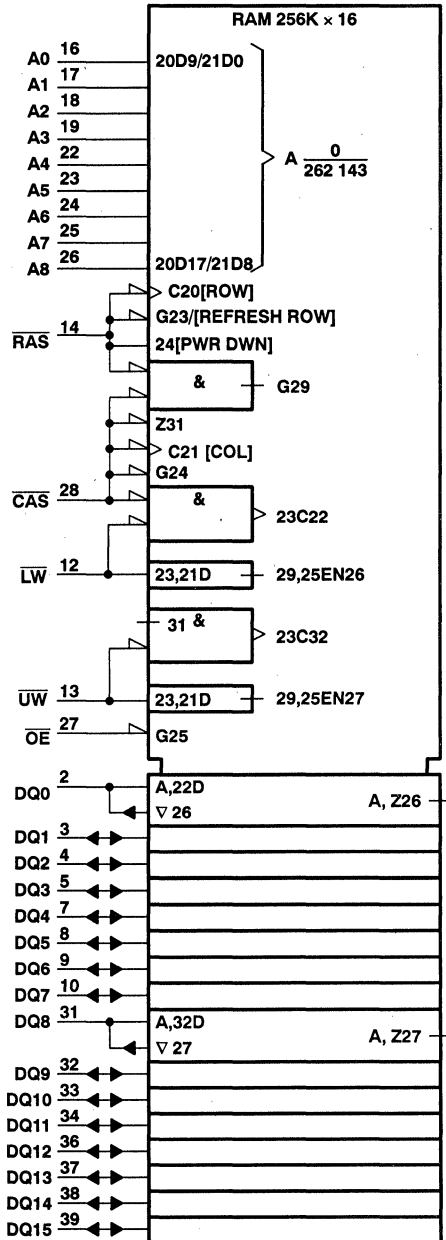 RAM 256K × 16
A0 16 20D9/21D0
A1 17
A2 18
A3 19
A 0
262 143
A4 22
A5 23
A6 24
A7 25
A8 26 20D17/21D8
C20[ROW]
G23/[REFRESH ROW]
RAS 14
24[PWR DWN]
& G29
Z31
C21 [COL]
G24
CAS 28
& 23C22
LW 12 23,21D 29,25EN26
31 & 23C32
UW 13 23,21D 29,25EN27
OE 27 G25
DQ0 2 A,22D A, Z26
∇ 26
DQ1 3
DQ2 4
DQ3 5
DQ4 7
DQ5 8
DQ6 9
DQ7 10
DQ8 31 A,32D A, Z27
∇ 27
DQ9 32
DQ10 33
DQ11 34
DQ12 36
DQ13 37
DQ14 38
DQ15 39